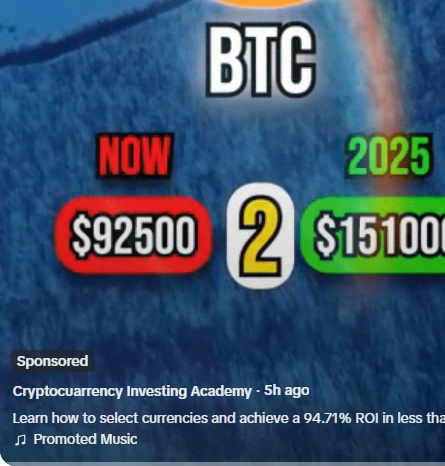 BTC
NOW 2025
$92500 2 $15100
Sponsored
Cryptocuarrency Investing Academy · 5h ago
Learn how to select currencies and achieve a 94.71% ROI in less tha
♫ Promoted Music